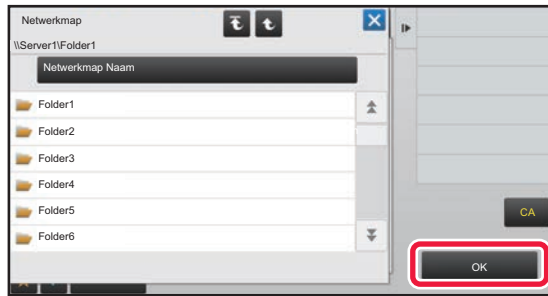 Netwerkmap
\\Server1\Folder1
Netwerkmap Naam
Folder1
Folder2
Folder3
Folder4
Folder5
Folder6
CA
OK